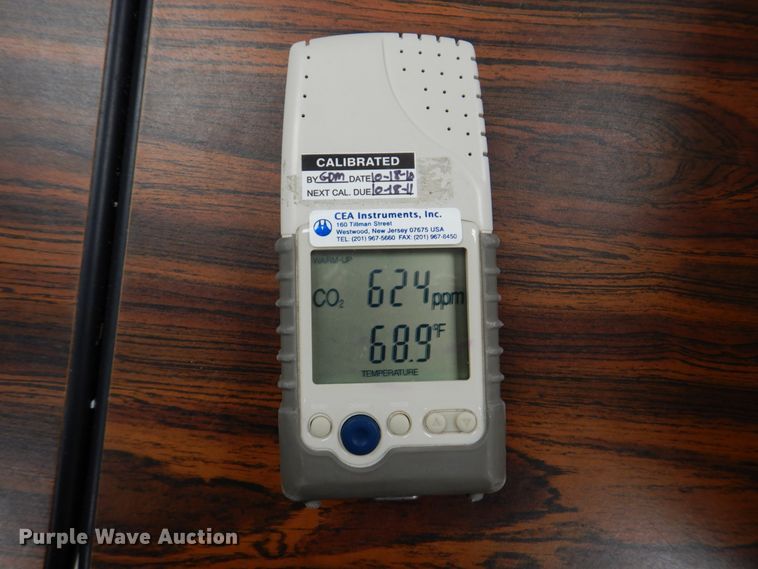 CALIBRATED
BY GDM DATE 10-18-10
NEXT CAL. DUE 10-18-11
CEA Instruments, Inc.
160 Tillman Street
Westwood, New Jersey 07675 USA
TEL: (201) 967-5660 FAX: (201) 967-8450
WARM-UP
CO2 624 ppm
68.9 °F
TEMPERATURE
Purple Wave Auction